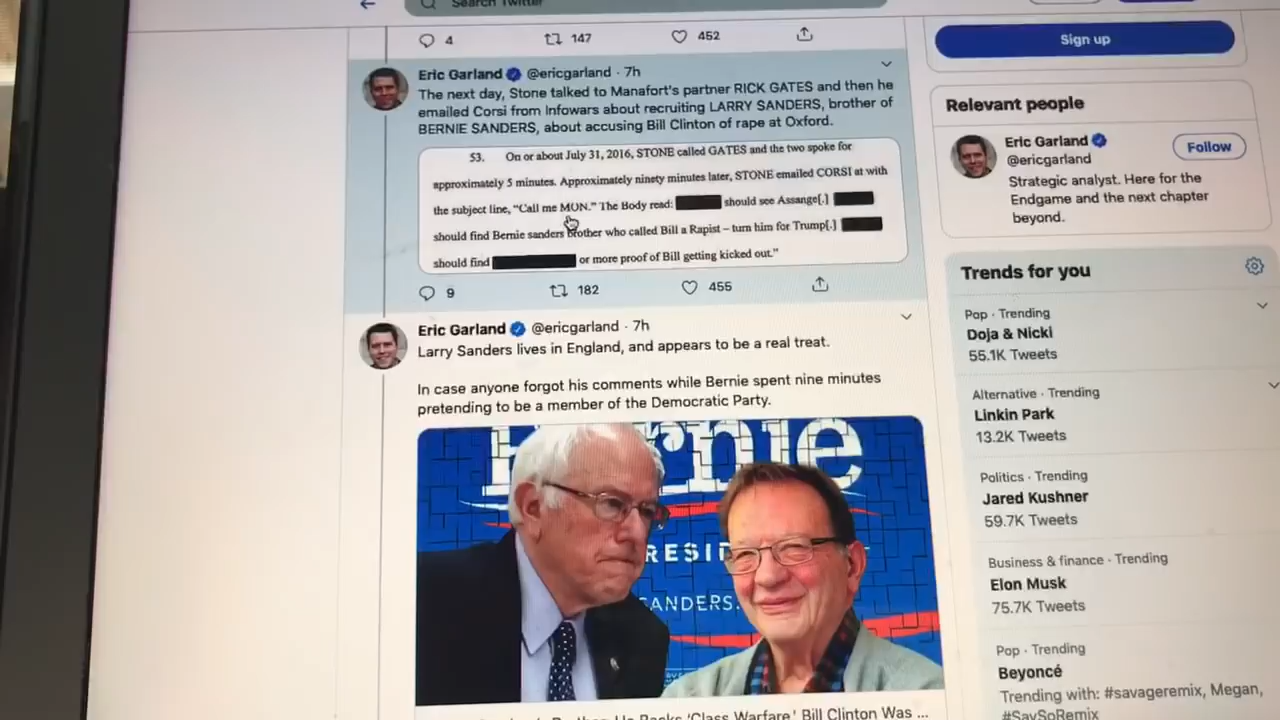 Search Twitter
4 147 452
Sign up
Eric Garland @ericgarland · 7h
The next day, Stone talked to Manafort's partner RICK GATES and then he
emailed Corsi from Infowars about recruiting LARRY SANDERS, brother of
BERNIE SANDERS, about accusing Bill Clinton of rape at Oxford.
53. On or about July 31, 2016, STONE called GATES and the two spoke for
approximately 5 minutes. Approximately ninety minutes later, STONE emailed CORSI at with
the subject line, "Call me MON." The Body read: should see Assange[.]
should find Bernie sanders brother who called Bill a Rapist – turn him for Trump[.]
should find or more proof of Bill getting kicked out."
9 182 455
Eric Garland @ericgarland · 7h
Larry Sanders lives in England, and appears to be a real treat.
In case anyone forgot his comments while Bernie spent nine minutes
pretending to be a member of the Democratic Party.
Bernie
RESID
SANDERS.
'Class Warfare,' Bill Clinton Was ...
Relevant people
Eric Garland
@ericgarland
Follow
Strategic analyst. Here for the
Endgame and the next chapter
beyond.
Trends for you
Pop · Trending
Doja & Nicki
55.1K Tweets
Alternative · Trending
Linkin Park
13.2K Tweets
Politics · Trending
Jared Kushner
59.7K Tweets
Business & finance · Trending
Elon Musk
75.7K Tweets
Pop · Trending
Beyoncé
Trending with: #savageremix, Megan,
#SaySoRemix